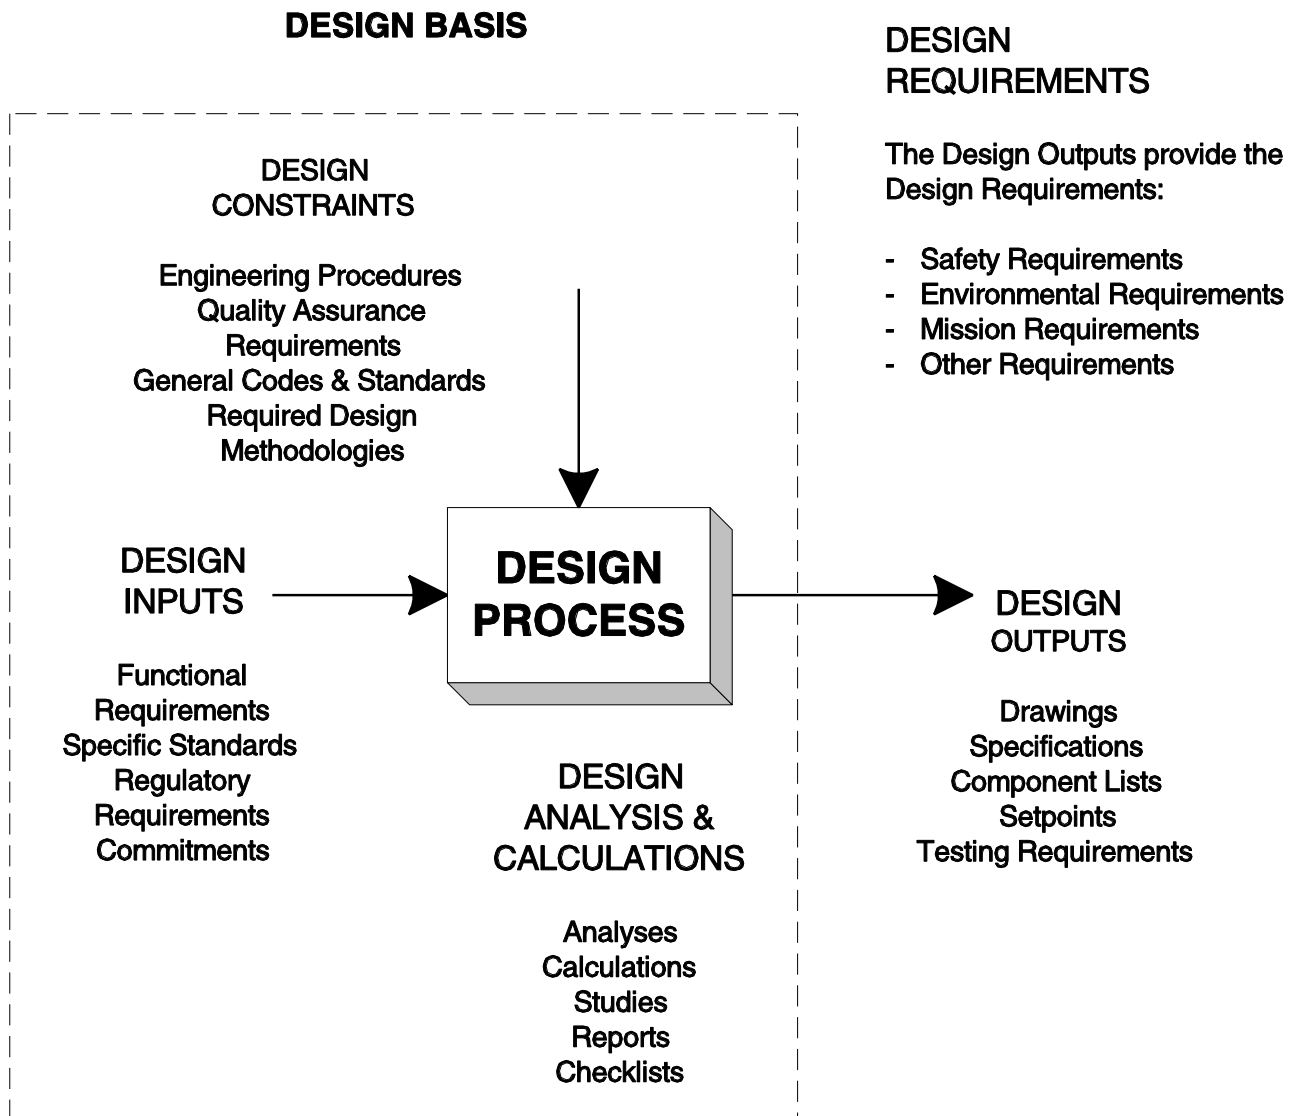 DESIGN BASIS
DESIGN
CONSTRAINTS
Engineering Procedures
Quality Assurance
Requirements
General Codes & Standards
Required Design
Methodologies
DESIGN
INPUTS
Functional
Requirements
Specific Standards
Regulatory
Requirements
Commitments
DESIGN
PROCESS
DESIGN
ANALYSIS &
CALCULATIONS
Analyses
Calculations
Studies
Reports
Checklists
DESIGN
REQUIREMENTS
The Design Outputs provide the
Design Requirements:
- Safety Requirements
- Environmental Requirements
- Mission Requirements
- Other Requirements
DESIGN
OUTPUTS
Drawings
Specifications
Component Lists
Setpoints
Testing Requirements